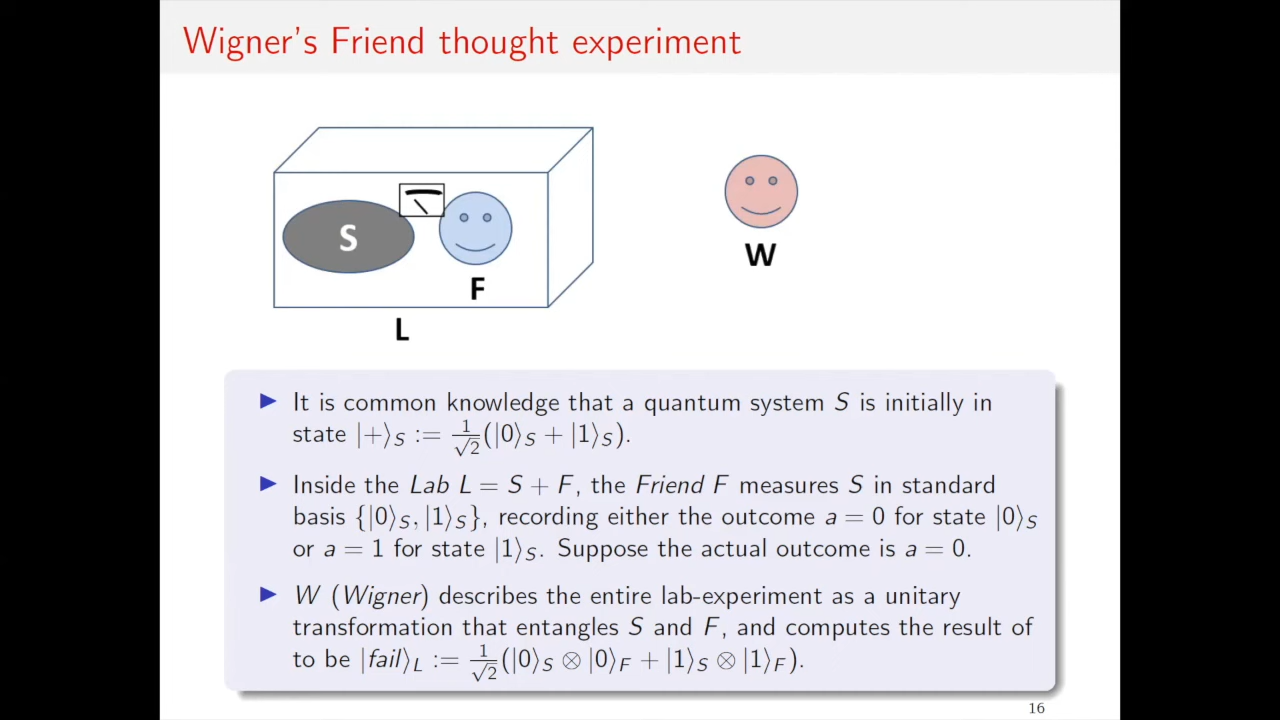 Wigner's Friend thought experiment
S
F
W
L
▶ It is common knowledge that a quantum system S is initially in
state |+⟩_S := 1/√2(|0⟩_S + |1⟩_S).
▶ Inside the Lab L = S + F, the Friend F measures S in standard
basis {|0⟩_S, |1⟩_S}, recording either the outcome a = 0 for state |0⟩_S
or a = 1 for state |1⟩_S. Suppose the actual outcome is a = 0.
▶ W (Wigner) describes the entire lab-experiment as a unitary
transformation that entangles S and F, and computes the result of
to be |fail⟩_L := 1/√2(|0⟩_S ⊗ |0⟩_F + |1⟩_S ⊗ |1⟩_F).
16